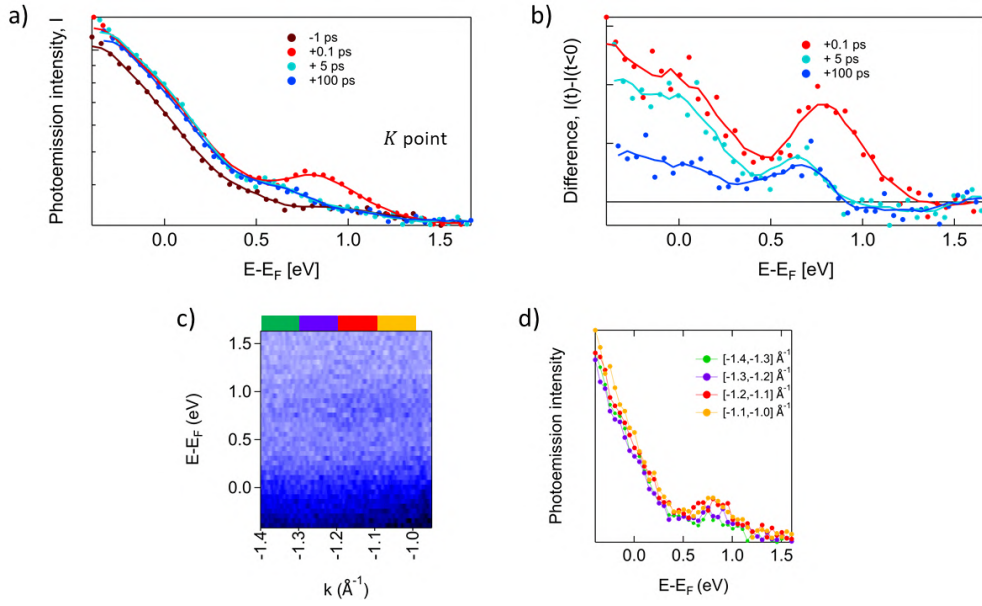 a)
Photoemission intensity, I
-1 ps
+0.1 ps
+ 5 ps
+100 ps
K point
0.0 0.5 1.0 1.5
E-E_F [eV]
b)
Difference, I(t)-I(t<0)
+0.1 ps
+ 5 ps
+100 ps
0.0 0.5 1.0 1.5
E-E_F [eV]
c)
E-E_F (eV)
1.5
1.0
0.5
0.0
-1.4 -1.3 -1.2 -1.1 -1.0
k (Å⁻¹)
d)
Photoemission intensity
[-1.4,-1.3] Å⁻¹
[-1.3,-1.2] Å⁻¹
[-1.2,-1.1] Å⁻¹
[-1.1,-1.0] Å⁻¹
0.0 0.5 1.0 1.5
E-E_F (eV)